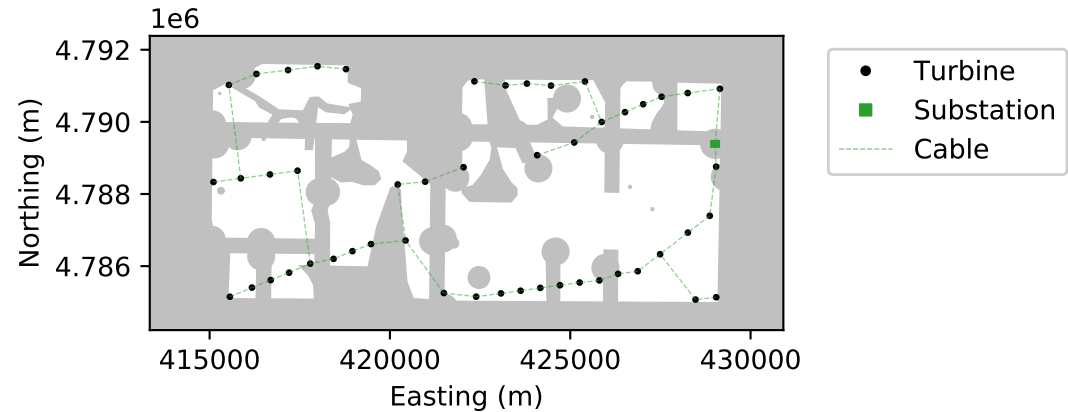 1e6
4.792
4.790
4.788
4.786
Northing (m)
415000 420000 425000 430000
Easting (m)
Turbine
Substation
Cable